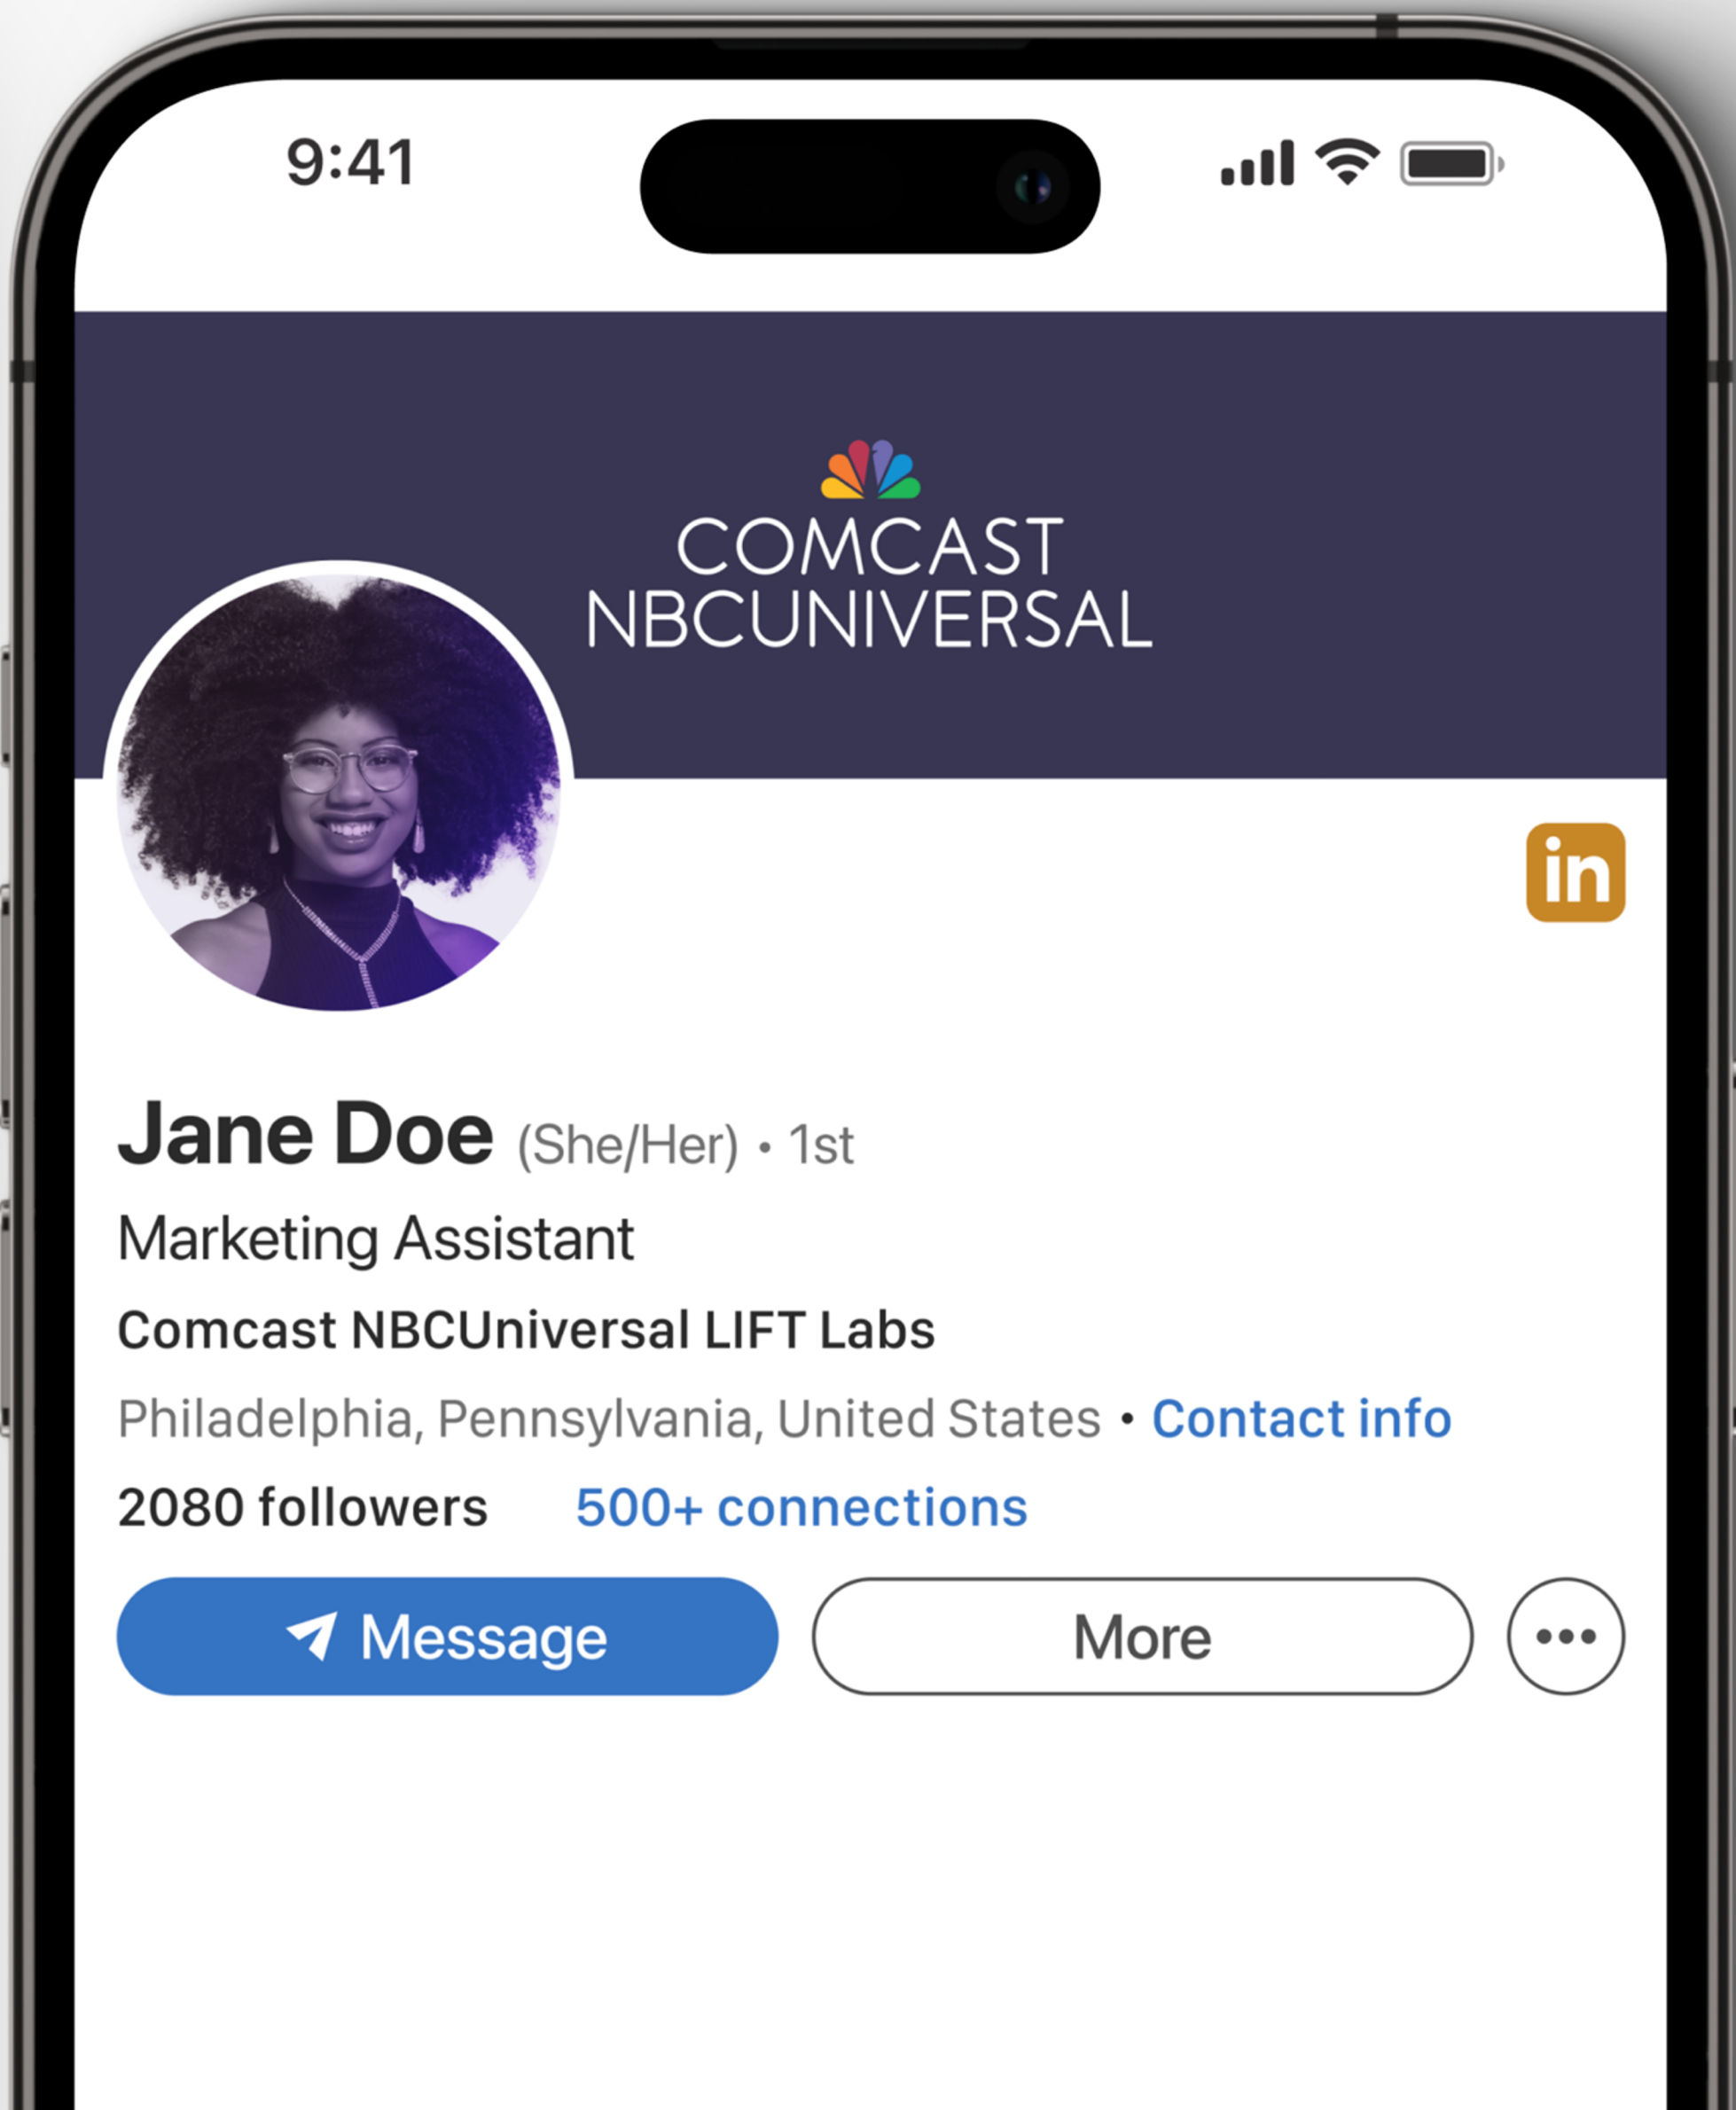 9:41
COMCAST
NBCUNIVERSAL
in
Jane Doe (She/Her) • 1st
Marketing Assistant
Comcast NBCUniversal LIFT Labs
Philadelphia, Pennsylvania, United States • Contact info
2080 followers 500+ connections
Message More